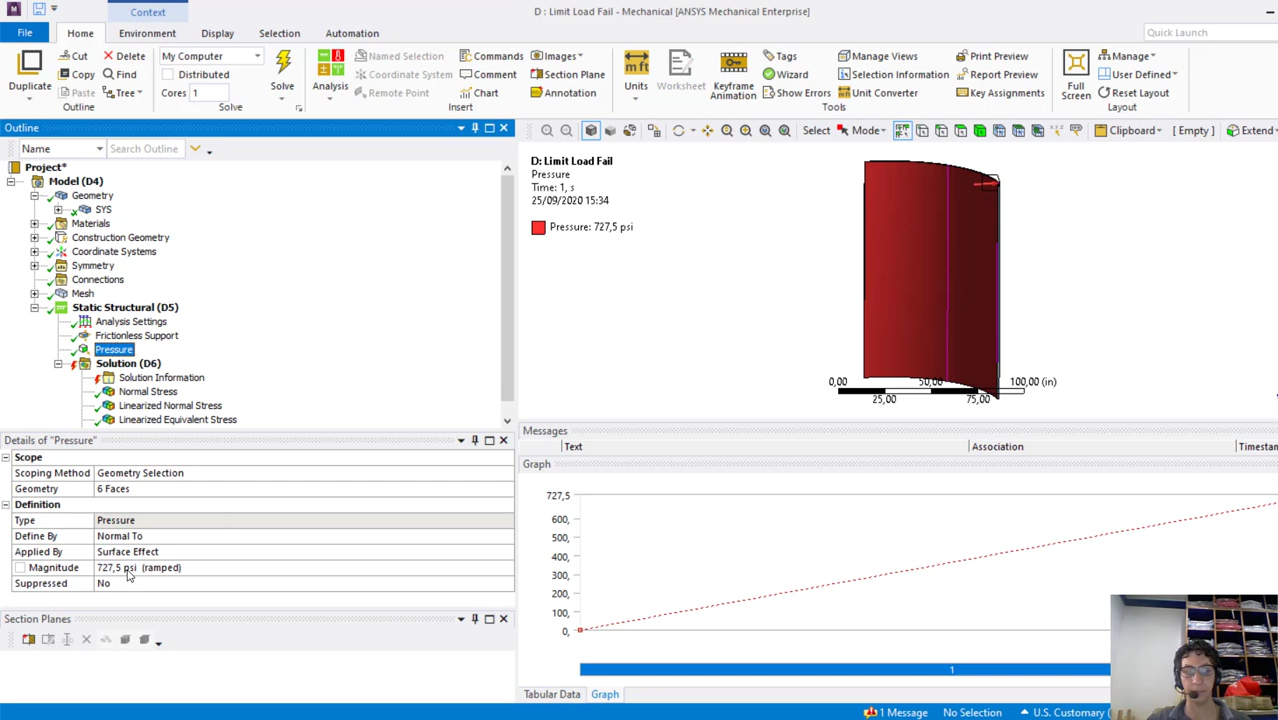 Context
D : Limit Load Fail - Mechanical [ANSYS Mechanical Enterprise]
File
Home
Environment
Display
Selection
Automation
Quick Launch
Duplicate
Cut
Copy
Paste
Delete
Find
Tree
Outline
My Computer
Distributed
Cores 1
Solve
Solve
Analysis
Named Selection
Coordinate System
Remote Point
Commands
Comment
Chart
Images
Section Plane
Annotation
Insert
Units
Worksheet
Keyframe
Animation
Tags
Wizard
Show Errors
Manage Views
Selection Information
Unit Converter
Print Preview
Report Preview
Key Assignments
Tools
Full
Screen
Manage
User Defined
Reset Layout
Layout
Outline
Name
Search Outline
Select
Mode
Clipboard
[ Empty ]
Extend
Project*
Model (D4)
Geometry
SYS
Materials
Construction Geometry
Coordinate Systems
Symmetry
Connections
Mesh
Static Structural (D5)
Analysis Settings
Frictionless Support
Pressure
Solution (D6)
Solution Information
Normal Stress
Linearized Normal Stress
Linearized Equivalent Stress
D: Limit Load Fail
Pressure
Time: 1, s
25/09/2020 15:34
Pressure: 727,5 psi
0,00
50,00
100,00 (in)
25,00
75,00
Details of "Pressure"
Scope
Scoping Method Geometry Selection
Geometry 6 Faces
Definition
Type Pressure
Define By Normal To
Applied By Surface Effect
Magnitude 727,5 psi (ramped)
Suppressed No
Section Planes
Messages
Text
Association
Timesta
Graph
727,5
600,
500,
400,
300,
200,
100,
0,
1
Tabular Data
Graph
1 Message
No Selection
U.S. Customary (